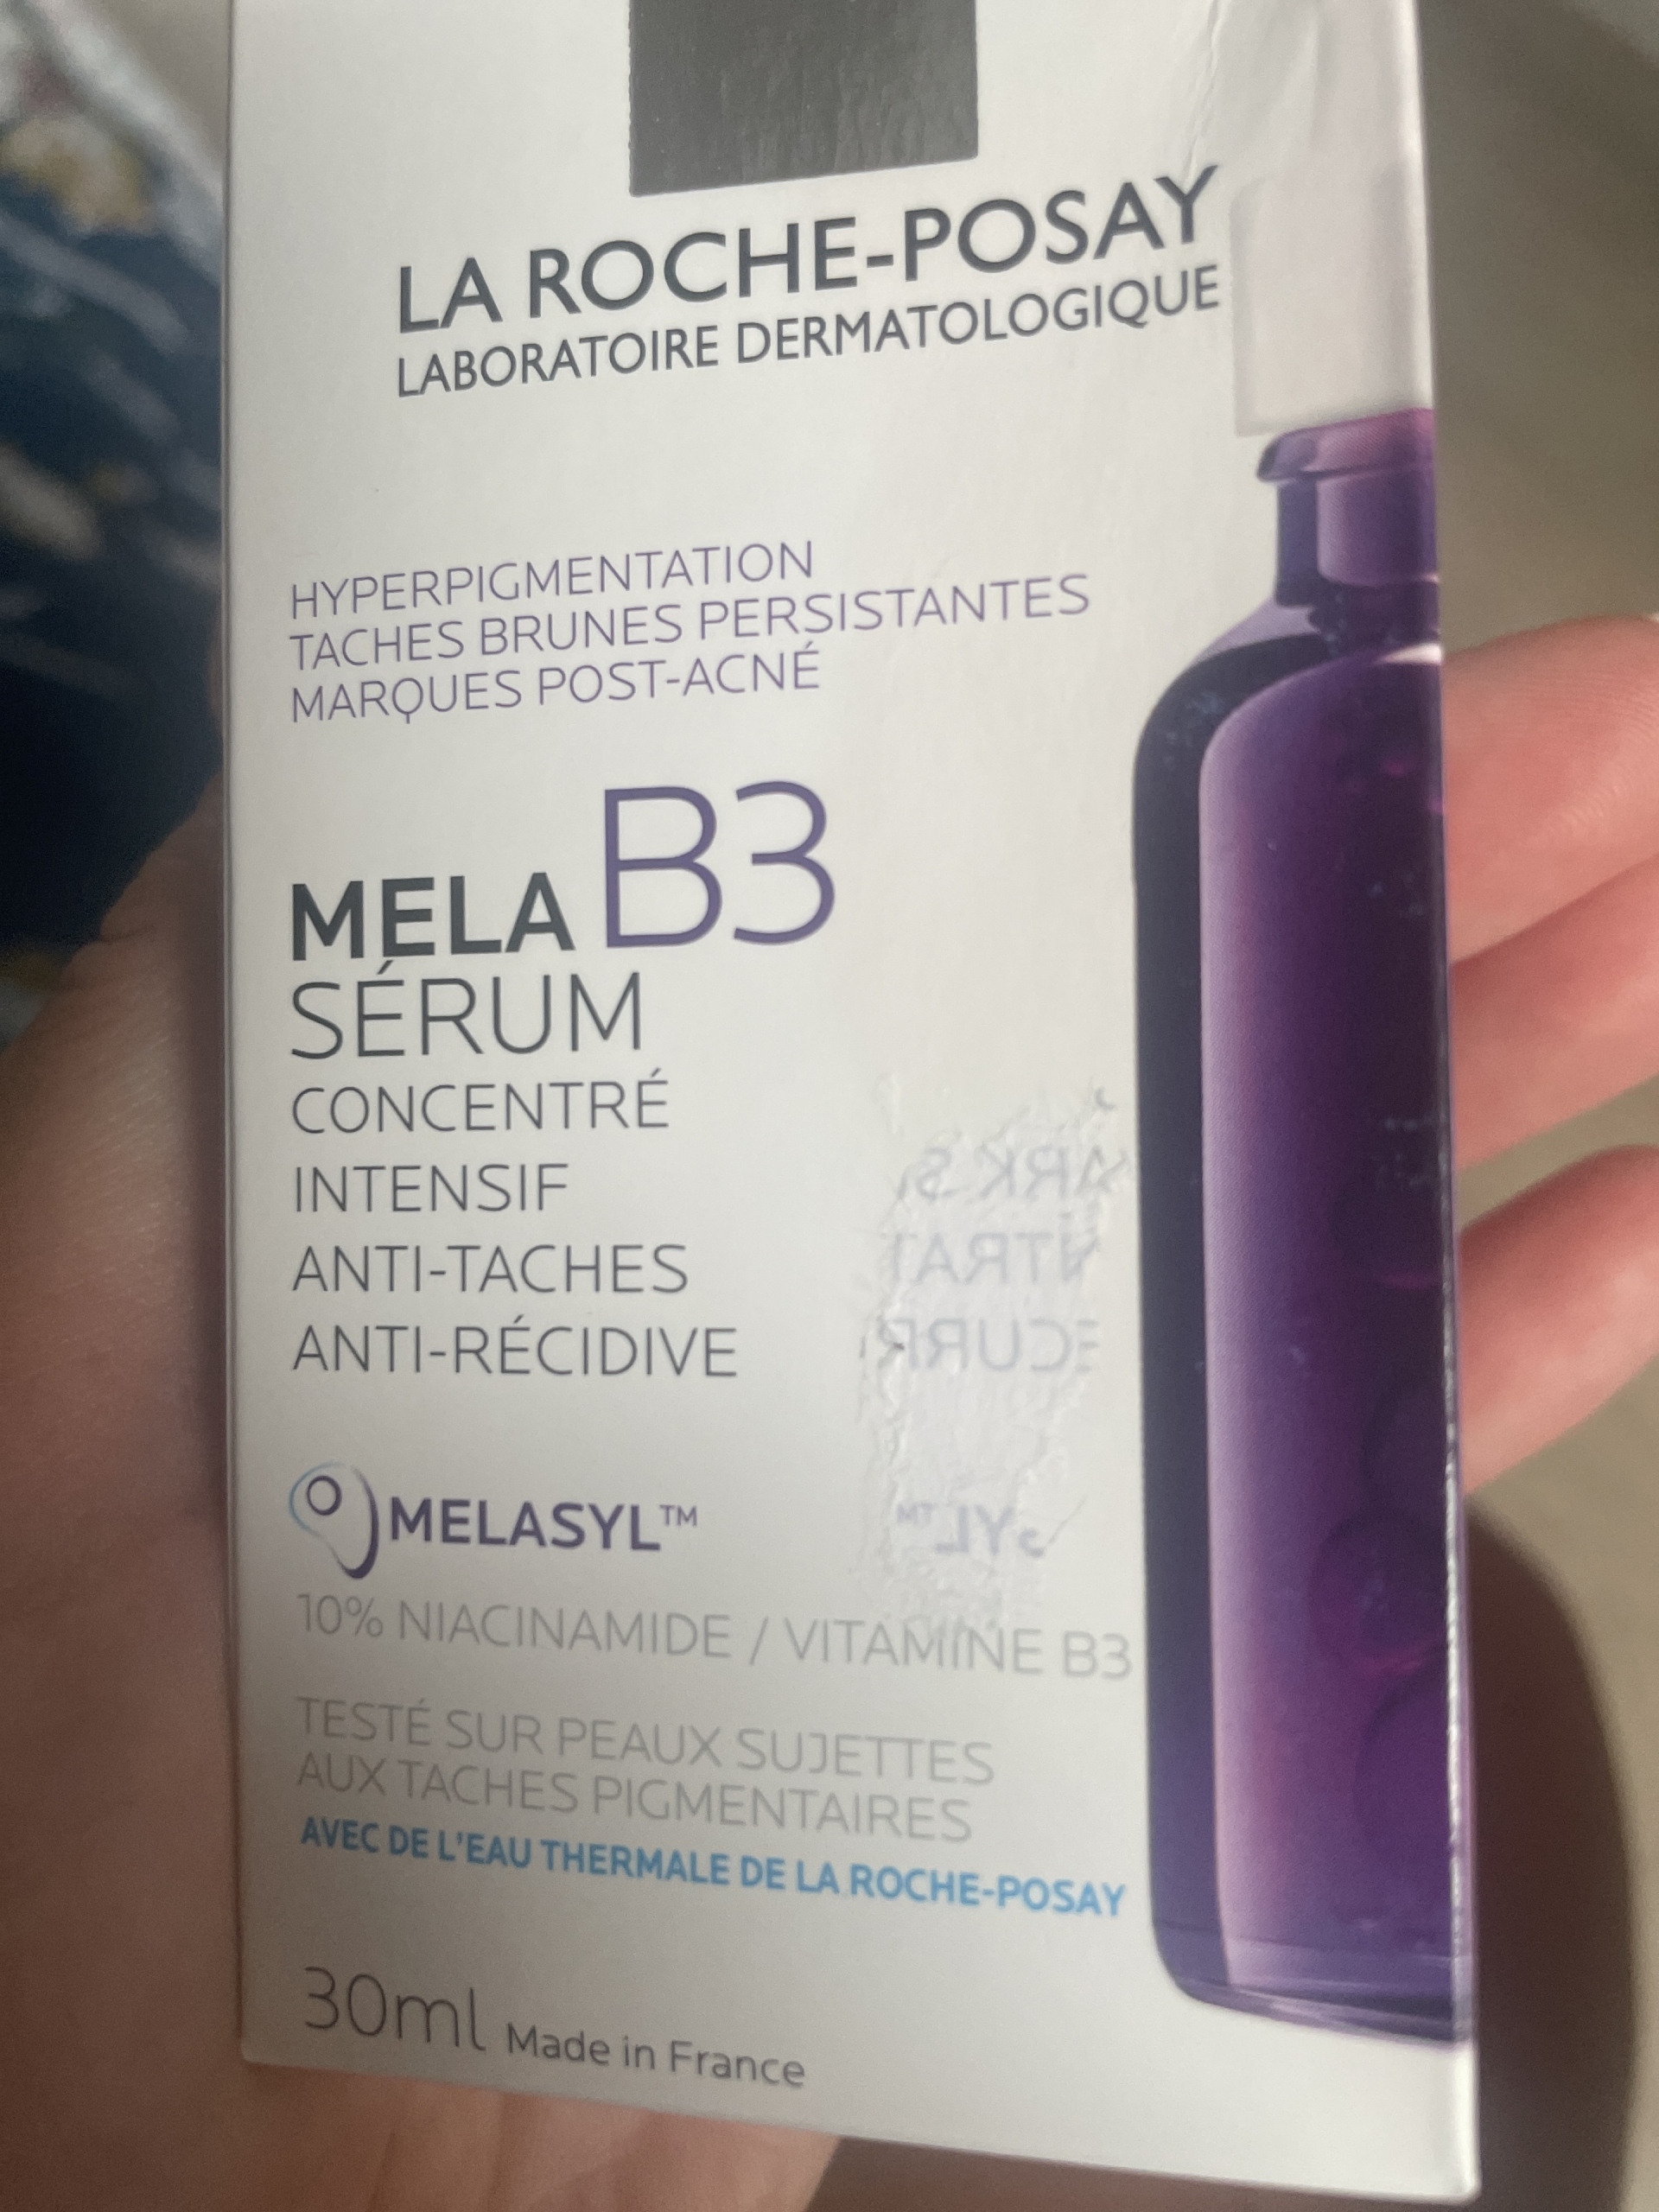 LA ROCHE-POSAY
LABORATOIRE DERMATOLOGIQUE
HYPERPIGMENTATION
TACHES BRUNES PERSISTANTES
MARQUES POST-ACNÉ
MELA B3
SÉRUM
CONCENTRÉ
INTENSIF
ANTI-TACHES
ANTI-RÉCIDIVE
MELASYL™
10% NIACINAMIDE / VITAMINE B3
TESTÉ SUR PEAUX SUJETTES
AUX TACHES PIGMENTAIRES
AVEC DE L'EAU THERMALE DE LA ROCHE-POSAY
30ml Made in France